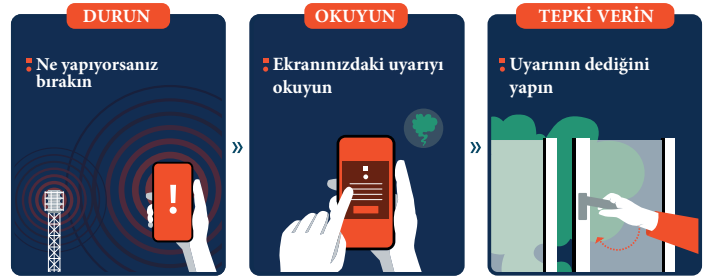 DURUN
Ne yapıyorsanız
bırakın
OKUYUN
Ekranınızdaki uyarıyı
okuyun
TEPKİ VERİN
Uyarının dediğini
yapın